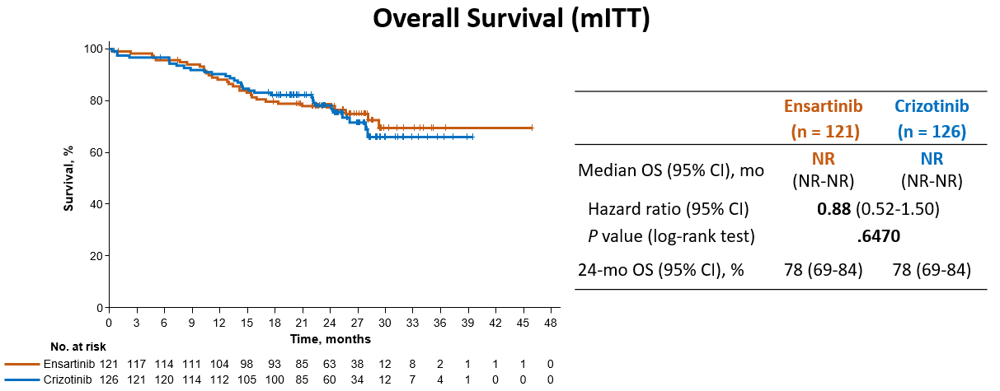 Overall Survival (mITT)
100
80
60
40
20
0
Survival, %
0 3 6 9 12 15 18 21 24 27 30 33 36 39 42 45 48
Time, months
No. at risk
Ensartinib 121 117 114 111 104 98 93 85 63 38 12 8 2 1 1 1 0
Crizotinib 126 121 120 114 112 105 100 85 60 34 12 7 4 1 0 0 0
Ensartinib Crizotinib
(n = 121) (n = 126)
Median OS (95% CI), mo NR NR
(NR-NR) (NR-NR)
Hazard ratio (95% CI) 0.88 (0.52-1.50)
P value (log-rank test) .6470
24-mo OS (95% CI), % 78 (69-84) 78 (69-84)